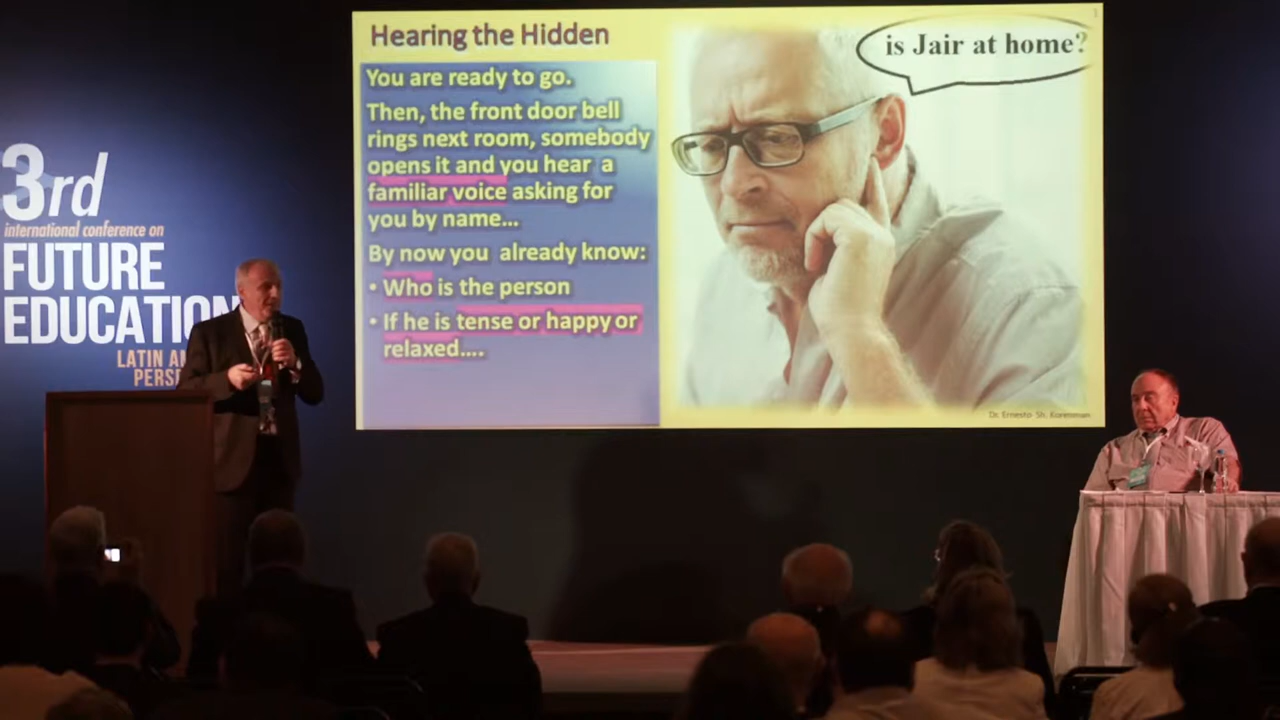 Hearing the Hidden
You are ready to go.
Then, the front door bell
rings next room, somebody
opens it and you hear a
familiar voice asking for
you by name...
By now you already know:
• Who is the person
• If he is tense or happy or
relaxed....
is Jair at home?
Dr. Ernesto Sh. Korenman
3rd
international conference on
FUTURE
EDUCATION
LATIN